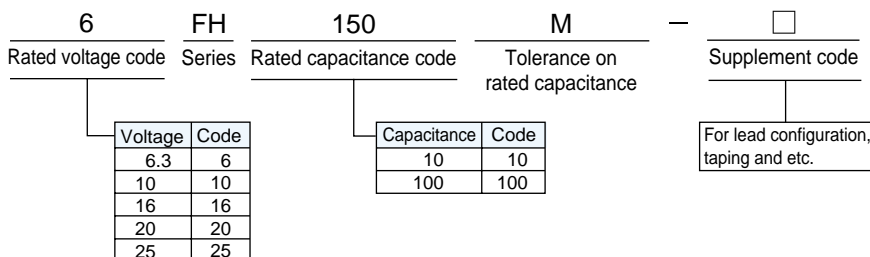 6 FH 150 M – □
Rated voltage code Series Rated capacitance code Tolerance on rated capacitance Supplement code
Voltage Code
6.3 6
10 10
16 16
20 20
25 25
Capacitance Code
10 10
100 100
For lead configuration,
taping and etc.